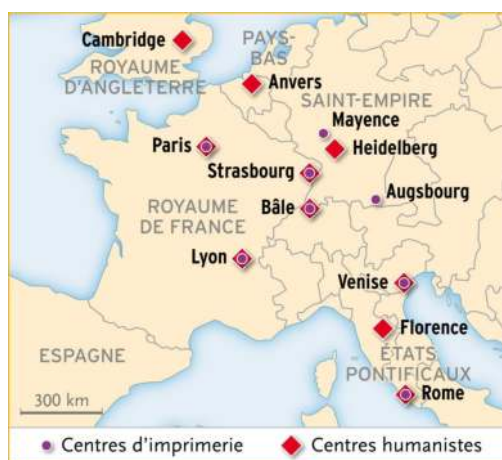 Cambridge
PAYS-
BAS
ROYAUME
D'ANGLETERRE
Anvers
SAINT-EMPIRE
Mayence
Paris
Heidelberg
Strasbourg
Augsbourg
Bâle
ROYAUME
DE FRANCE
Lyon
Venise
Florence
ESPAGNE
ÉTATS
PONTIFICAUX
Rome
300 km
Centres d'imprimerie
Centres humanistes